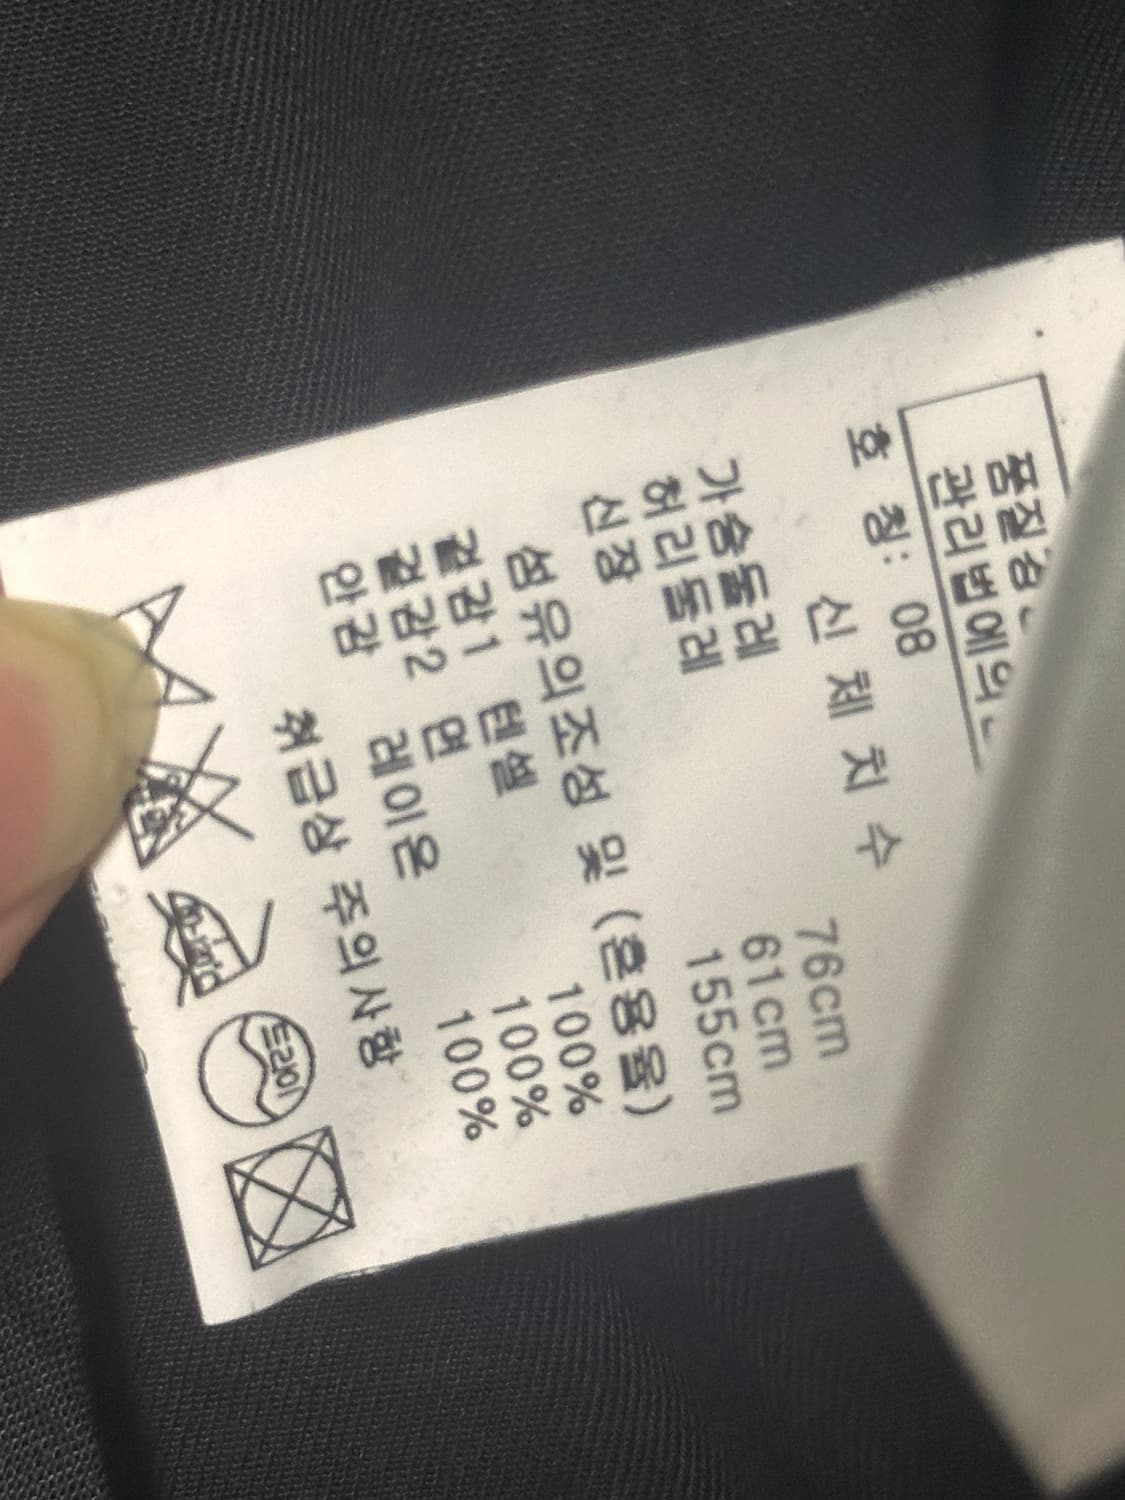 관리법에의
호 칭: 08
신 체 치 수
가슴둘레 76cm
허리둘레 61cm
신장 155cm
섬유의조성 및 (혼용율)
겉감1 텐셀 100%
겉감2 면 100%
안감 레이온 100%
취급상 주의사항
드라이